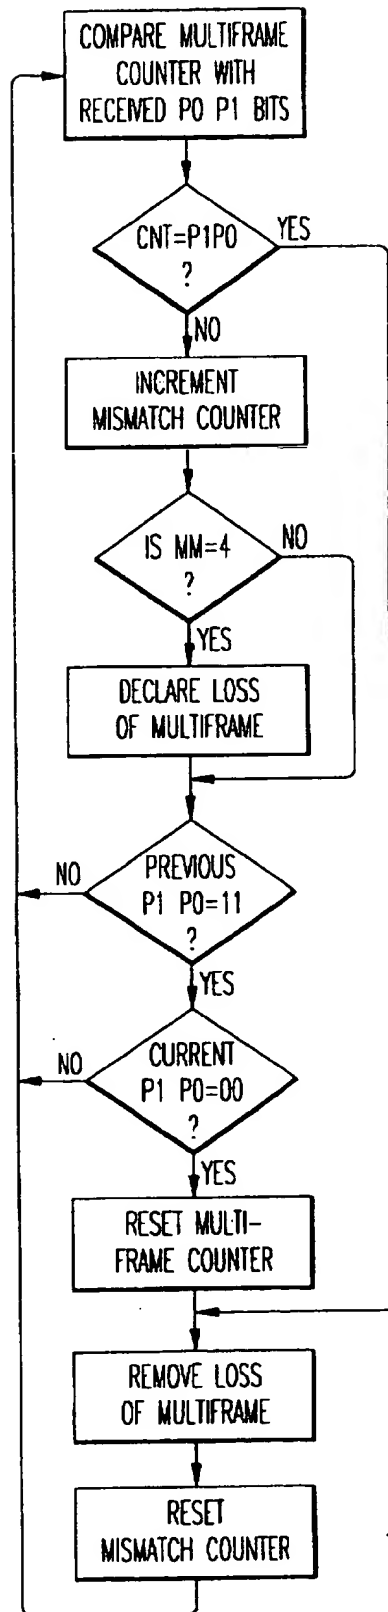 COMPARE MULTIFRAME
COUNTER WITH
RECEIVED P0 P1 BITS
CNT=P1P0
?
YES
NO
INCREMENT
MISMATCH COUNTER
IS MM=4
?
NO
YES
DECLARE LOSS
OF MULTIFRAME
PREVIOUS
P1 P0=11
?
NO
YES
CURRENT
P1 P0=00
?
NO
YES
RESET MULTI-
FRAME COUNTER
REMOVE LOSS
OF MULTIFRAME
RESET
MISMATCH COUNTER